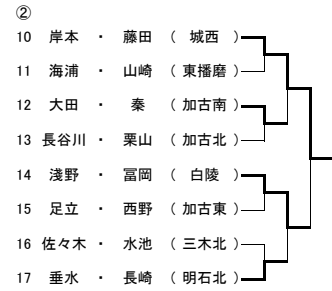 ②
10 岸本 ・ 藤田 ( 城西 )
11 海浦 ・ 山崎 ( 東播磨 )
12 大田 ・ 秦 ( 加古南 )
13 長谷川 ・ 栗山 ( 加古北 )
14 淺野 ・ 冨岡 ( 白陵 )
15 足立 ・ 西野 ( 加古東 )
16 佐々木 ・ 水池 ( 三木北 )
17 垂水 ・ 長崎 ( 明石北 )